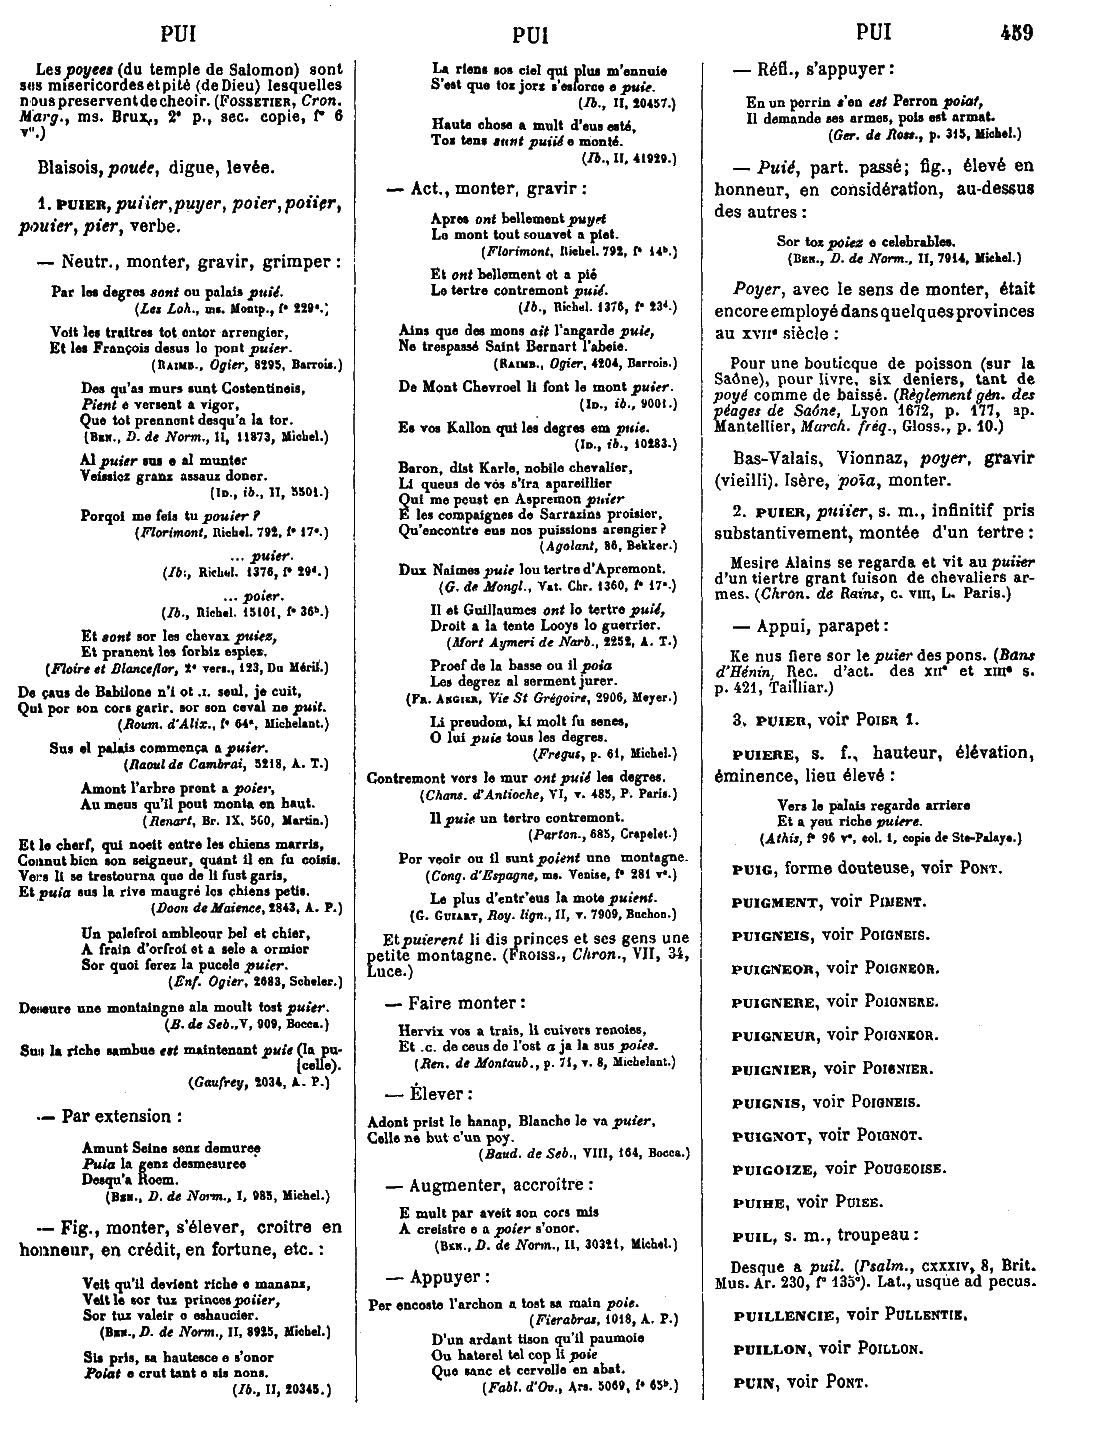 PUI
PUI
PUI
459
Les poyees (du temple de Salomon) sont
sus misericordes et pité (de Dieu) lesquelles
nous preservent de cheoir. (FOSSETIER, Cron.
Marg., ms. Brux., 2ᵉ p., sec. copie, fº 6
vº.)
Blaisois, pouée, digue, levée.
1. PUIER, puiier, puyer, poier, poiier,
pouier, pier, verbe.
— Neutr., monter, gravir, grimper :
Par les degres sont ou palais puié.
(Les Loh., ms. Montp., fº 229ᵃ.)
Voit les traitres tot entor arrengier,
Et les François desus lo pont puier.
(RAIMB., Ogier, 8295, Barrois.)
Des qu'as murs sunt Costentineis,
Pient e versent a vigor,
Que tot prennent desqu'a la tor.
(BEN., D. de Norm., II, 11873, Michel.)
Al puier sus e al munter
Veissiez granz assauz doner.
(ID., ib., II, 5501.)
Porqoi me feis tu pouier ?
(Florimont, Richel. 792, fº 17ᵃ.)
... puier.
(Ib., Richel. 1376, fº 29ᵈ.)
... poier.
(Ib., Richel. 15101, fº 36ᵇ.)
Et sont sor les chevax puiez,
Et pranent les forbiz espiez.
(Floire et Blanceflor, 2ᵉ vers., 123, Du Méril.)
De çaus de Babilone n'i ot .I. seul, je cuit,
Qui por son cors garir, sor son ceval ne puit.
(Roum. d'Alix., fº 64ᵃ, Michelant.)
Sus el palais commença a puier.
(Raoul de Cambrai, 5218, A. T.)
Amont l'arbre prent a poier,
Au meus qu'il pout monta en haut.
(Renart, Br. IX, 560, Martin.)
Et le cherf, qui noeit entre les chiens marris,
Connut bien son seigneur, quant il en fu coisis.
Vers li se trestourna que de li fust garis,
Et puia sus la rive maugré les chiens petis.
(Doon de Maience, 2843, A. P.)
Un palefroi ambleour bel et chier,
A frain d'orfroi et a sele a ormier
Sor quoi ferez la pucele puier.
(Enf. Ogier, 2683, Scheler.)
Deseure une montaingne ala moult tost puier.
(B. de Seb., V, 909, Bocca.)
Sus la riche sambue est maintenant puie (la pu-
[celle).
(Gaufrey, 2034, A. P.)
— Par extension :
Amunt Seine senz demuree
Puia la genz desmesuree
Desqu'a Roem.
(BEN., D. de Norm., I, 985, Michel.)
— Fig., monter, s'élever, croître en
honneur, en crédit, en fortune, etc. :
Veit qu'il devient riche e mananz,
Veit le sor tuz princes poiier,
Sor tuz valeir e eshaucier.
(BEN., D. de Norm., II, 8925, Michel.)
Sis pris, sa hautesce e s'onor
Poiat e crut tant e sis nons.
(Ib., II, 20345.)
La riens sos ciel qui plus m'ennuie
S'est que toz jorz s'esforce e puie.
(Ib., II, 20457.)
Haute chose a mult d'eus esté,
Toz tens sunt puiié e monté.
(Ib., II, 41929.)
— Act., monter, gravir :
Apres ont bellement puyet
Lo mont tout souavet a piet.
(Florimont, Richel. 792, fº 14ᵇ.)
Et ont bellement et a pié
Le tertre contremont puié.
(Ib., Richel. 1376, fº 23ᵈ.)
Ains que des mons ait l'angarde puie,
Ne trespassé Saint Bernart l'abeie.
(RAIMB., Ogier, 4204, Barrois.)
De Mont Chevroel li font le mont puier.
(ID., ib., 9001.)
Es vos Kallon qui les degres em puie.
(ID., ib., 10283.)
Baron, dist Karle, nobile chevalier,
Li queus de vos s'ira apareillier
Qui me peust en Aspremon puier
E les compaignes de Sarrazins proisier,
Qu'encontre eus nos puissions arengier ?
(Agolant, 86, Bekker.)
Dux Naimes puie lou tertre d'Apremont.
(G. de Mongl., Vat. Chr. 1360, fº 17ᵃ.)
Il et Guillaumes ont lo tertre puié,
Droit a la tente Looys lo guerrier.
(Mort Aymeri de Narb., 2252, A. T.)
Proef de la basse ou il poia
Les degrez al serment jurer.
(FR. ANGIER, Vie St Grégoire, 2906, Meyer.)
Li preudom, ki molt fu senes,
O lui puie tous les degres.
(Fregus, p. 61, Michel.)
Contremont vers le mur ont puié les degres.
(Chans. d'Antioche, VI, v. 485, P. Paris.)
Il puie un tertre contremont.
(Parton., 685, Crapelet.)
Por veoir ou il sunt poient une montagne.
(Conq. d'Espagne, ms. Venise, fº 281 vº.)
Le plus d'entr'eus la mote puient.
(G. GUIART, Roy. lign., II, v. 7909, Buchon.)
Et puierent li dis princes et ses gens une
petite montagne. (FROISS., Chron., VII, 34,
Luce.)
— Faire monter :
Hervix vos a trais, li cuivers renoies,
Et .c. de ceus de l'ost a ja la sus poies.
(Ren. de Montaub., p. 71, v. 8, Michelant.)
— Élever :
Adont prist le hanap, Blanche le va puier,
Celle ne but c'un poy.
(Baud. de Seb., VIII, 164, Bocca.)
— Augmenter, accroître :
E mult par aveit son cors mis
A creistre e a poier s'onor.
(BEN., D. de Norm., II, 30321, Michel.)
— Appuyer :
Per encoste l'archon a tost sa main poie.
(Fierabras, 1018, A. P.)
D'un ardant tison qu'il paumoie
Ou haterel tel cop li poie
Que sanc et cervelle en abat.
(Fabl. d'Ov., Ars. 5069, fº 65ᵇ.)
— Réfl., s'appuyer :
En un perrin s'en est Perron poiat,
Il demande ses armes, pois est armat.
(Ger. de Ross., p. 315, Michel.)
— Puié, part. passé; fig., élevé en
honneur, en considération, au-dessus
des autres :
Sor toz poiez e celebrables.
(BEN., D. de Norm., II, 7914, Michel.)
Poyer, avec le sens de monter, était
encore employé dans quelques provinces
au XVIIᵉ siècle :
Pour une bouticque de poisson (sur la
Saône), pour livre, six deniers, tant de
poyé comme de baissé. (Règlement gén. des
péages de Saône, Lyon 1672, p. 177, ap.
Mantellier, March. fréq., Gloss., p. 10.)
Bas-Valais, Vionnaz, poyer, gravir
(vieilli). Isère, poïa, monter.
2. PUIER, puiier, s. m., infinitif pris
substantivement, montée d'un tertre :
Mesire Alains se regarda et vit au puiier
d'un tiertre grant fuison de chevaliers ar-
mes. (Chron. de Rains, c. VIII, L. Paris.)
— Appui, parapet :
Ke nus fiere sor le puier des pons. (Bans
d'Hénin, Rec. d'act. des XIIᵉ et XIIIᵉ s.
p. 421, Tailliar.)
3. PUIER, voir POIER 1.
PUIERE, s. f., hauteur, élévation,
éminence, lieu élevé :
Vers le palais regarde arriere
Et a veu riche puiere.
(Athis, fº 96 vº, col. 1, copie de Ste-Palaye.)
PUIG, forme douteuse, voir PONT.
PUIGMENT, voir PIMENT.
PUIGNEIS, voir POIGNEIS.
PUIGNEOR, voir POIGNEOR.
PUIGNERE, voir POIGNERE.
PUIGNEUR, voir POIGNEOR.
PUIGNIER, voir POIGNIER.
PUIGNIS, voir POIGNEIS.
PUIGNOT, voir POIGNOT.
PUIGOIZE, voir POUGEOISE.
PUIHE, voir PUIEE.
PUIL, s. m., troupeau :
Desque a puil. (Psalm., CXXXIV, 8, Brit.
Mus. Ar. 230, fº 135ᵒ). Lat., usque ad pecus.
PUILLENCIE, voir PULLENTIE.
PUILLON, voir POILLON.
PUIN, voir PONT.